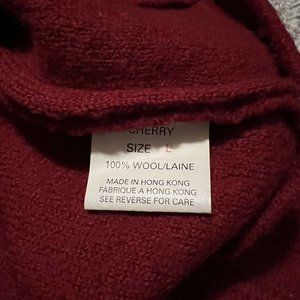 CHERRY
SIZE L
100% WOOL/LAINE
MADE IN HONG KONG
FABRIQUE A HONG KONG
SEE REVERSE FOR CARE